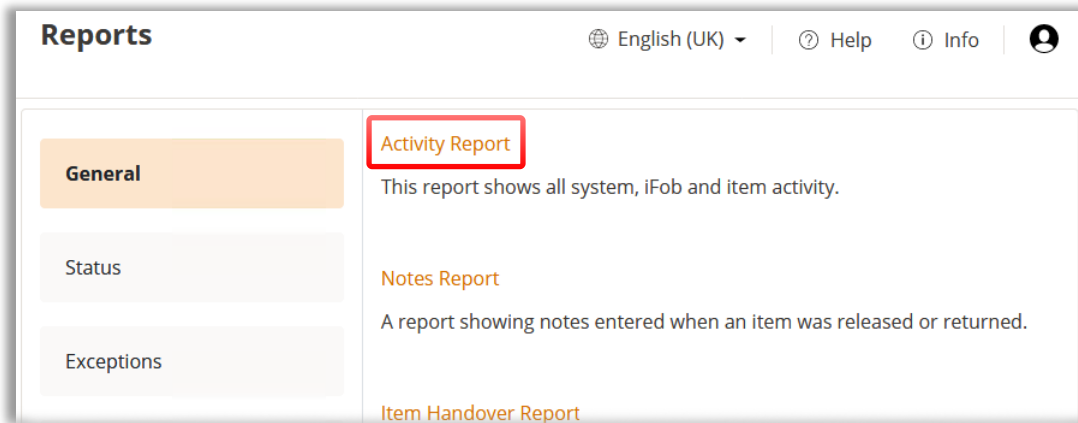 Reports
English (UK)
Help
Info
General
Status
Exceptions
Activity Report
This report shows all system, iFob and item activity.
Notes Report
A report showing notes entered when an item was released or returned.
Item Handover Report